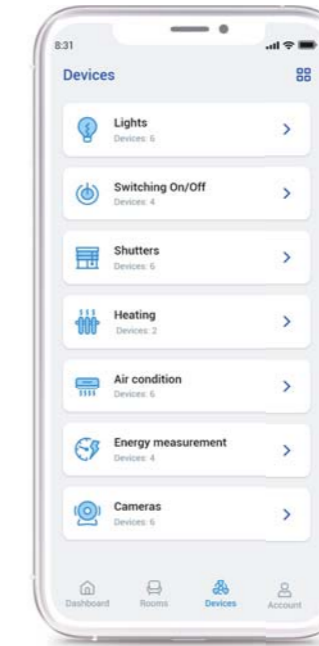 8:31
Devices
Lights
Devices: 6
Switching On/Off
Devices: 4
Shutters
Devices: 6
Heating
Devices: 2
Air condition
Devices: 6
Energy measurement
Devices: 4
Cameras
Devices: 6
Dashboard Rooms Devices Account